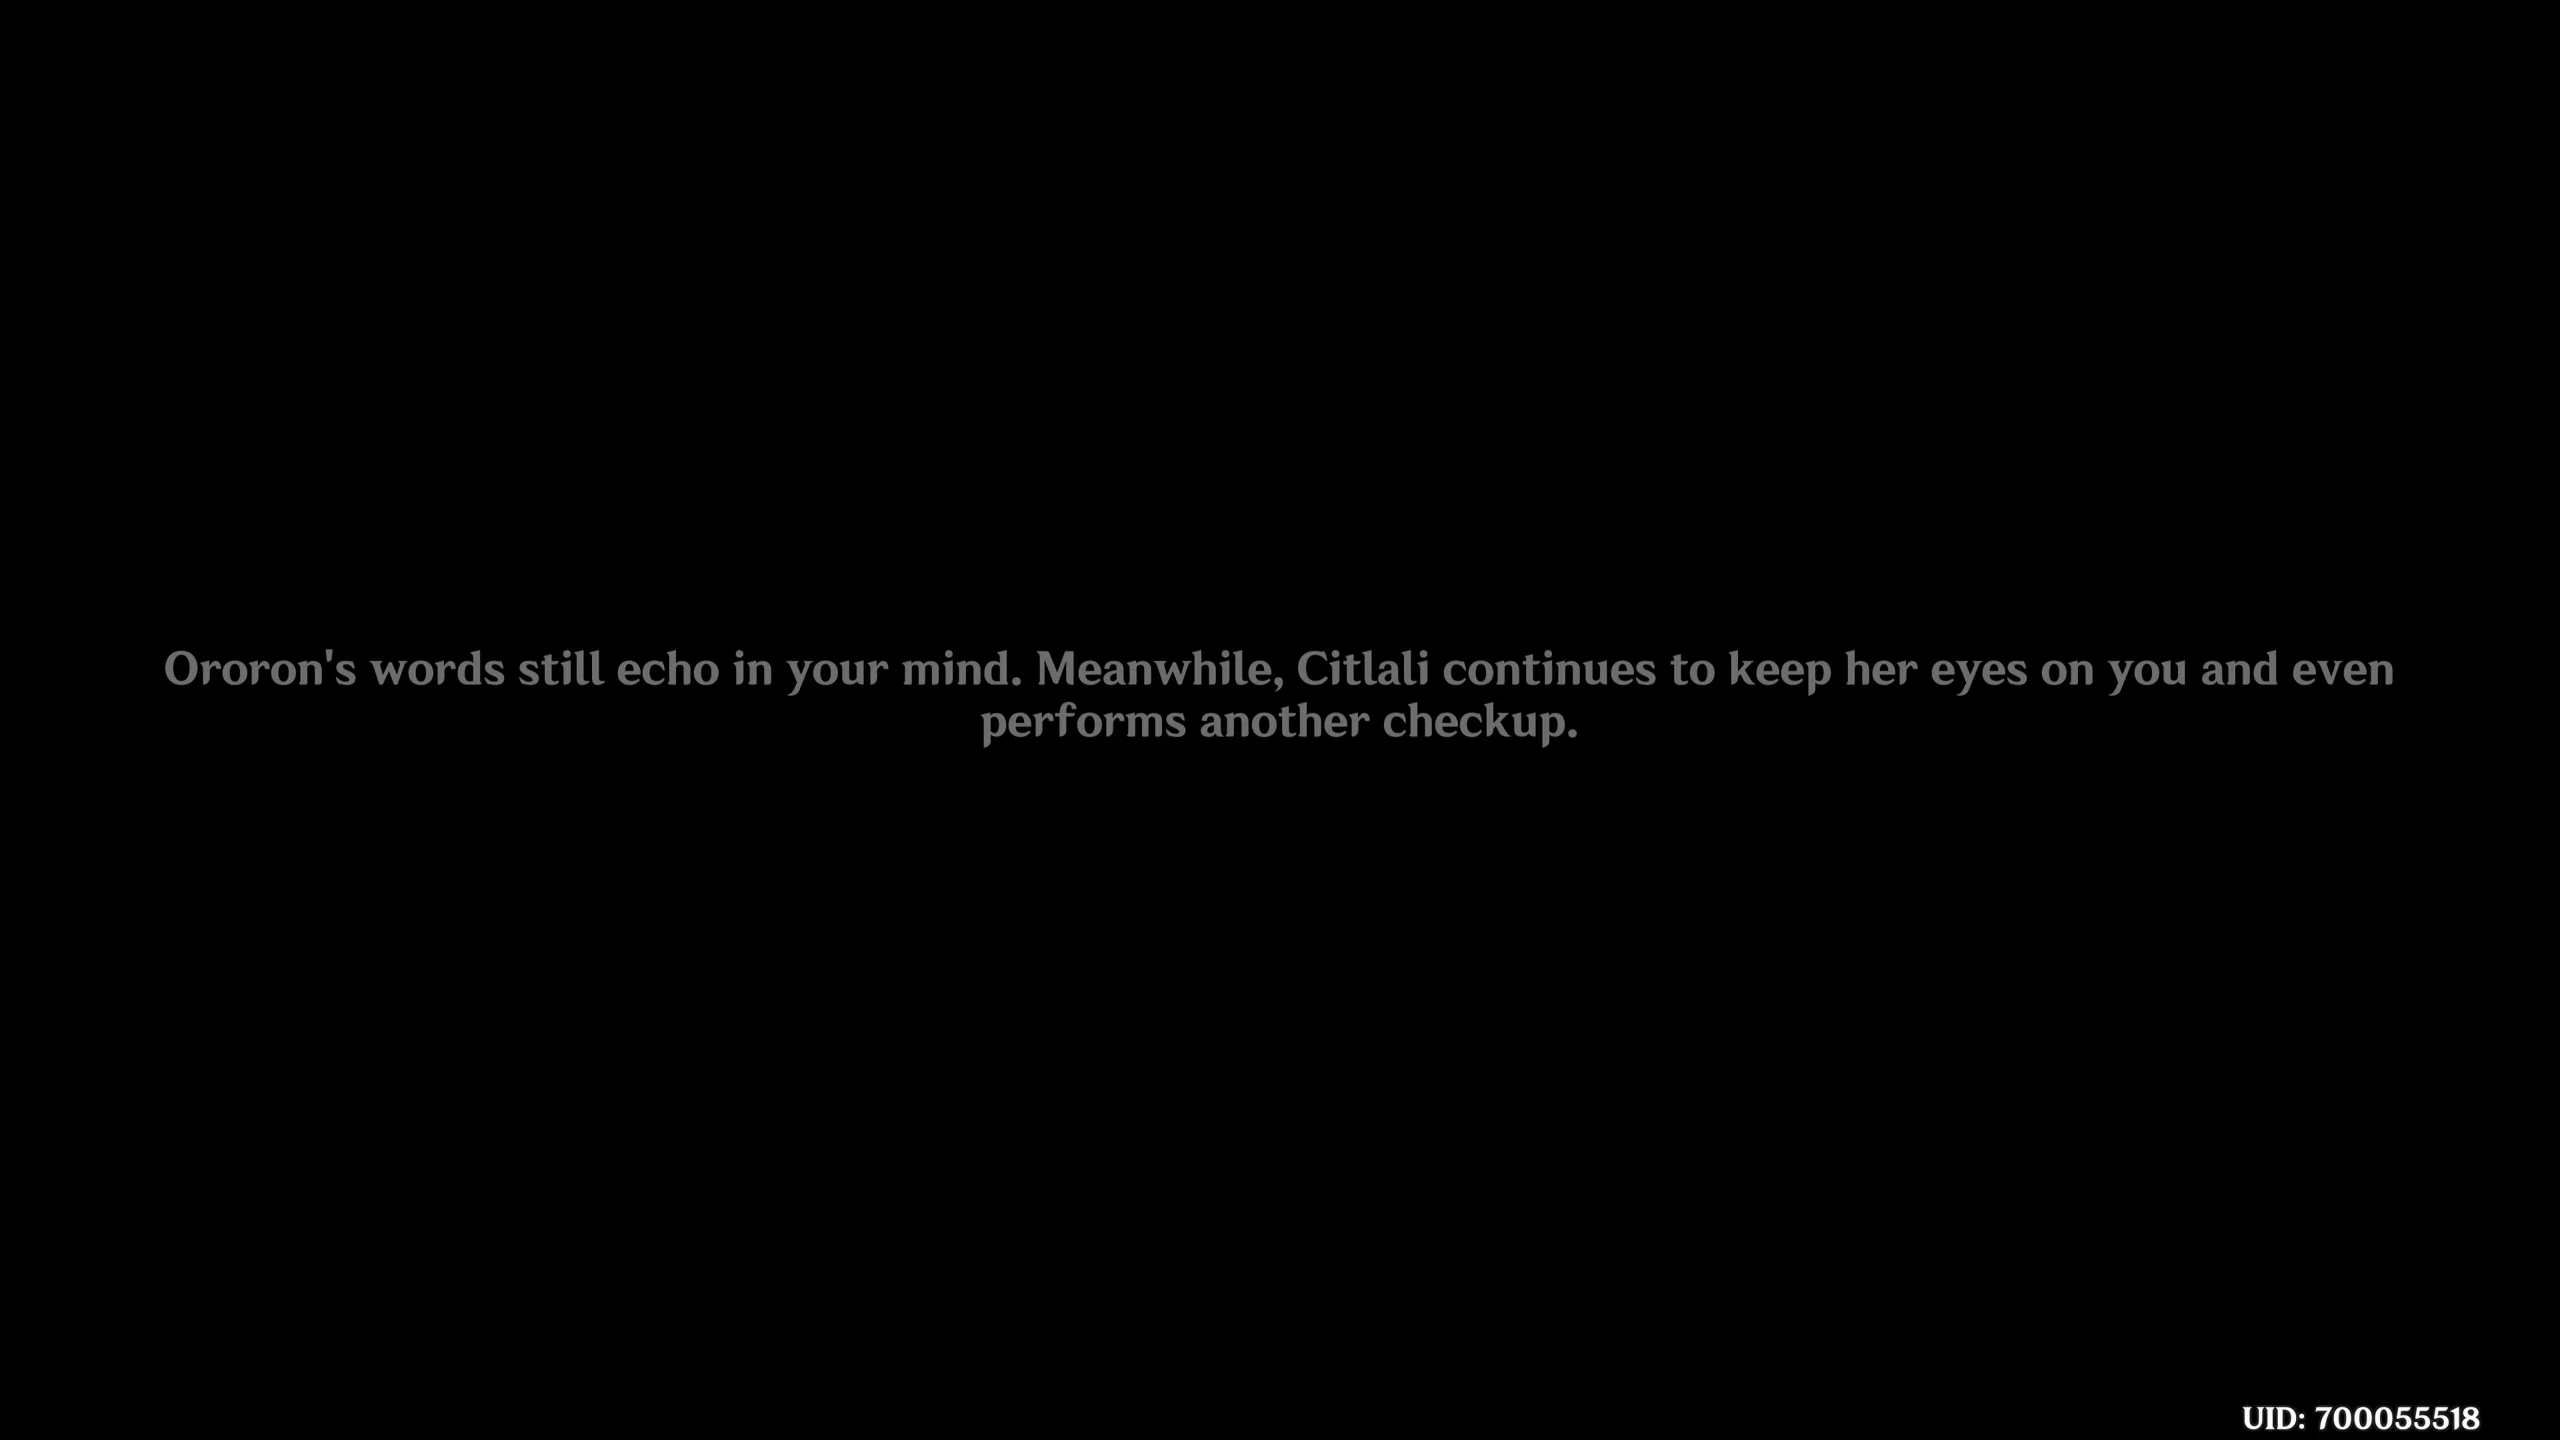 Ororon's words still echo in your mind. Meanwhile, Citlali continues to keep her eyes on you and even
performs another checkup.
UID: 700055518